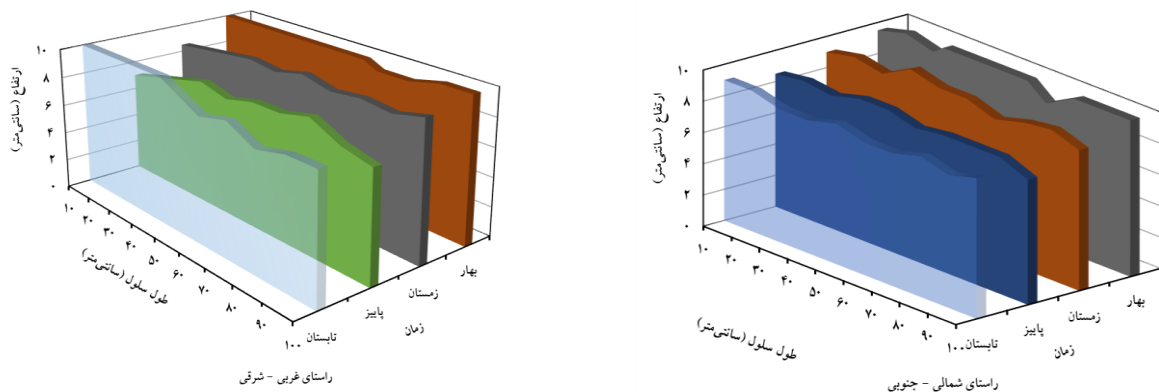 ارتفاع (سانتی‌متر)
۱۰
۸
۶
۴
۲
۰
۱۰
۲۰
۳۰
۴۰
۵۰
۶۰
۷۰
۸۰
۹۰
۱۰۰
طول سلول (سانتی‌متر)
تابستان
پاییز
زمستان
بهار
زمان
راستای غربی - شرقی
ارتفاع (سانتی‌متر)
۱۰
۸
۶
۴
۲
۰
۱۰
۲۰
۳۰
۴۰
۵۰
۶۰
۷۰
۸۰
۹۰
۱۰۰
طول سلول (سانتی‌متر)
تابستان
پاییز
زمستان
بهار
زمان
راستای شمالی - جنوبی